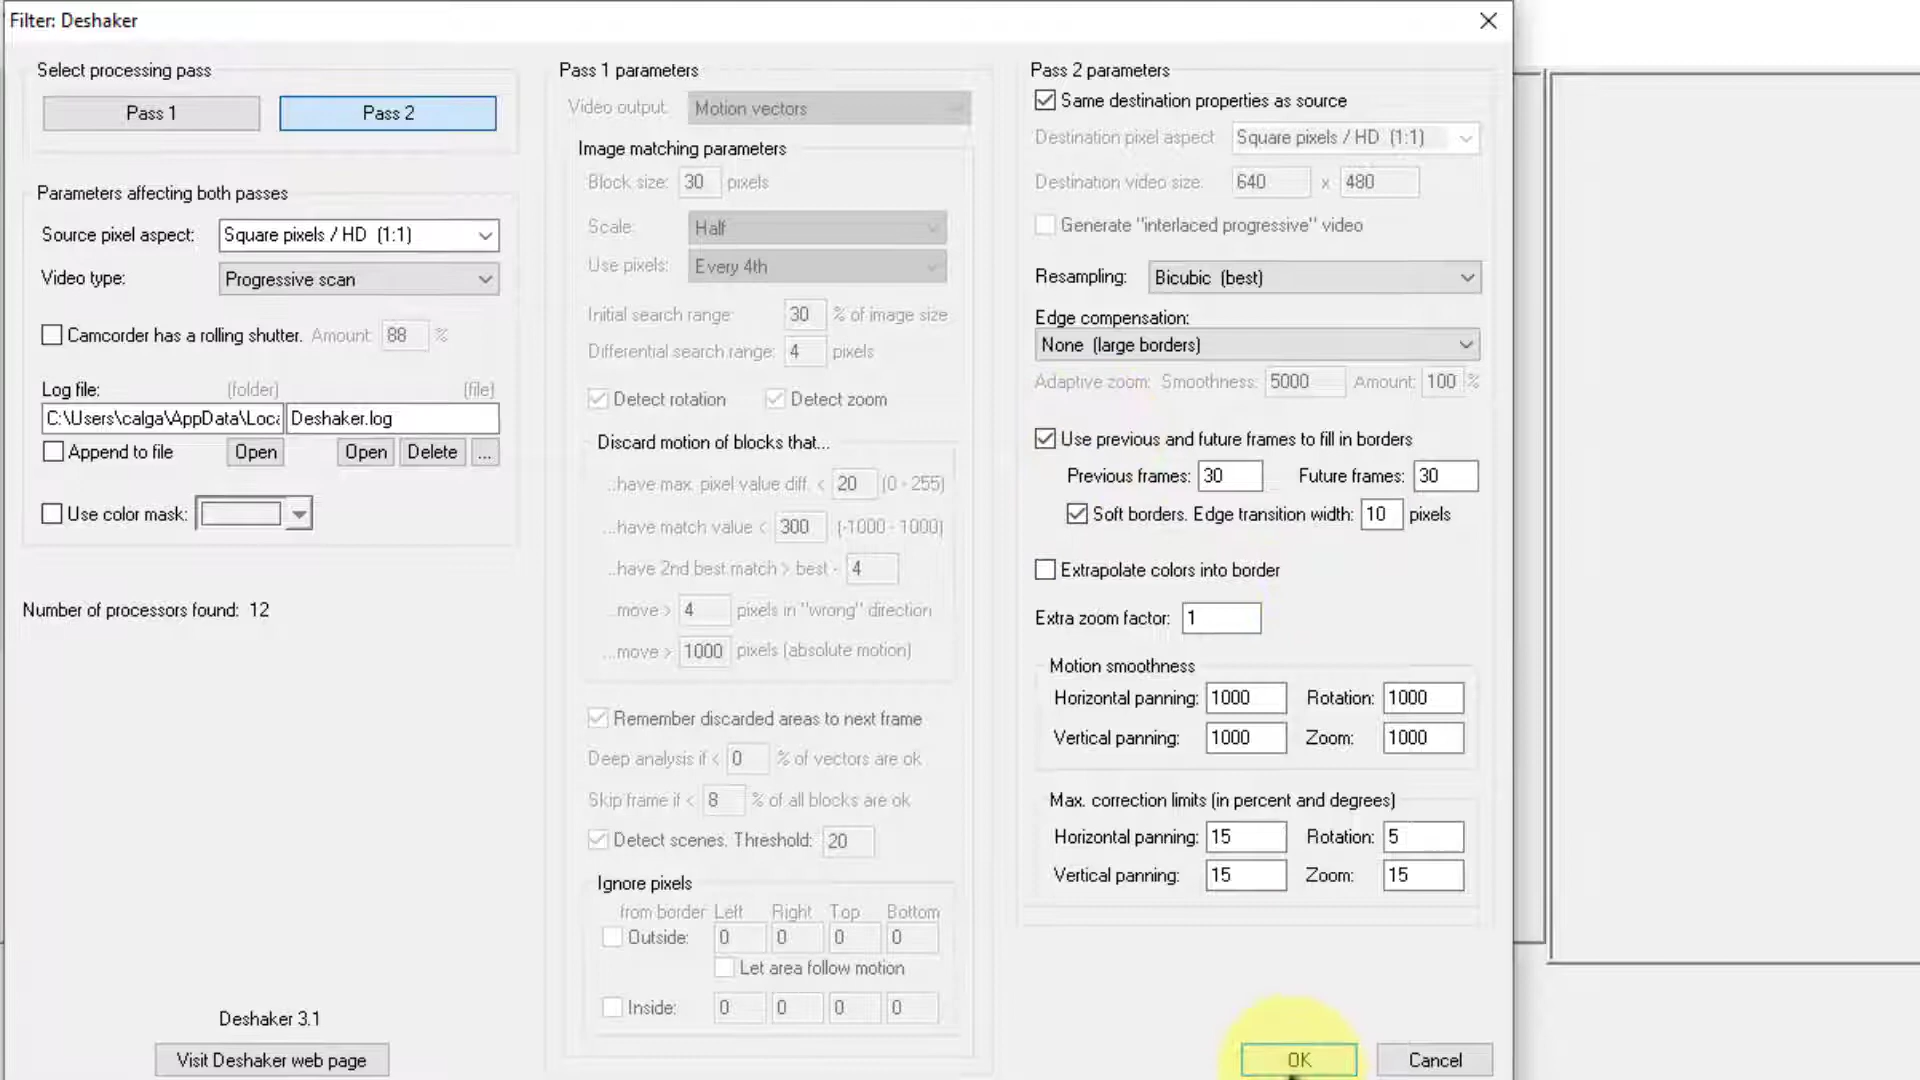 Filter: Deshaker
Select processing pass
Pass 1
Pass 2
Parameters affecting both passes
Source pixel aspect: Square pixels / HD (1:1)
Video type: Progressive scan
Camcorder has a rolling shutter. Amount: 88 %
Log file: (folder) (file)
C:\Users\calga\AppData\Loca Deshaker.log
Append to file Open Open Delete ...
Use color mask:
Number of processors found: 12
Deshaker 3.1
Visit Deshaker web page
Pass 1 parameters
Video output: Motion vectors
Image matching parameters
Block size: 30 pixels
Scale: Half
Use pixels: Every 4th
Initial search range: 30 % of image size
Differential search range: 4 pixels
Detect rotation Detect zoom
Discard motion of blocks that...
...have max. pixel value diff. < 20 (0 - 255)
...have match value < 300 (-1000 - 1000)
...have 2nd best match > best - 4
...move > 4 pixels in "wrong" direction
...move > 1000 pixels (absolute motion)
Remember discarded areas to next frame
Deep analysis if < 0 % of vectors are ok
Skip frame if < 8 % of all blocks are ok
Detect scenes. Threshold: 20
Ignore pixels
from border Left Right Top Bottom
Outside: 0 0 0 0
Let area follow motion
Inside: 0 0 0 0
Pass 2 parameters
Same destination properties as source
Destination pixel aspect Square pixels / HD (1:1)
Destination video size: 640 x 480
Generate "interlaced progressive" video
Resampling: Bicubic (best)
Edge compensation:
None (large borders)
Adaptive zoom: Smoothness: 5000 Amount: 100 %
Use previous and future frames to fill in borders
Previous frames: 30 Future frames: 30
Soft borders. Edge transition width: 10 pixels
Extrapolate colors into border
Extra zoom factor: 1
Motion smoothness
Horizontal panning: 1000 Rotation: 1000
Vertical panning: 1000 Zoom: 1000
Max. correction limits (in percent and degrees)
Horizontal panning: 15 Rotation: 5
Vertical panning: 15 Zoom: 15
OK
Cancel